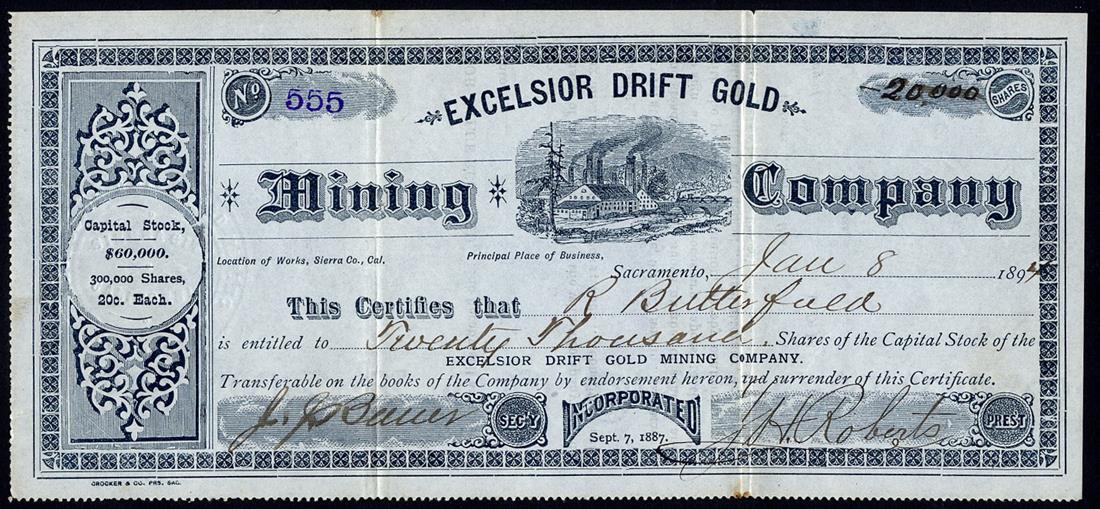 No 555
EXCELSIOR DRIFT GOLD
20,000 SHARES
Mining Company
Capital Stock,
$60,000.
300,000 Shares,
20c. Each.
Location of Works, Sierra Co., Cal.
Principal Place of Business,
Sacramento, Jan 8 1894
This Certifies that R Butterfield
is entitled to Twenty Thousand Shares of the Capital Stock of the
EXCELSIOR DRIFT GOLD MINING COMPANY.
Transferable on the books of the Company by endorsement hereon, and surrender of this Certificate.
Bauer SEC'Y
INCORPORATED
Sept. 7, 1887.
Roberts PREST
CROCKER & CO. PRS. SAC.